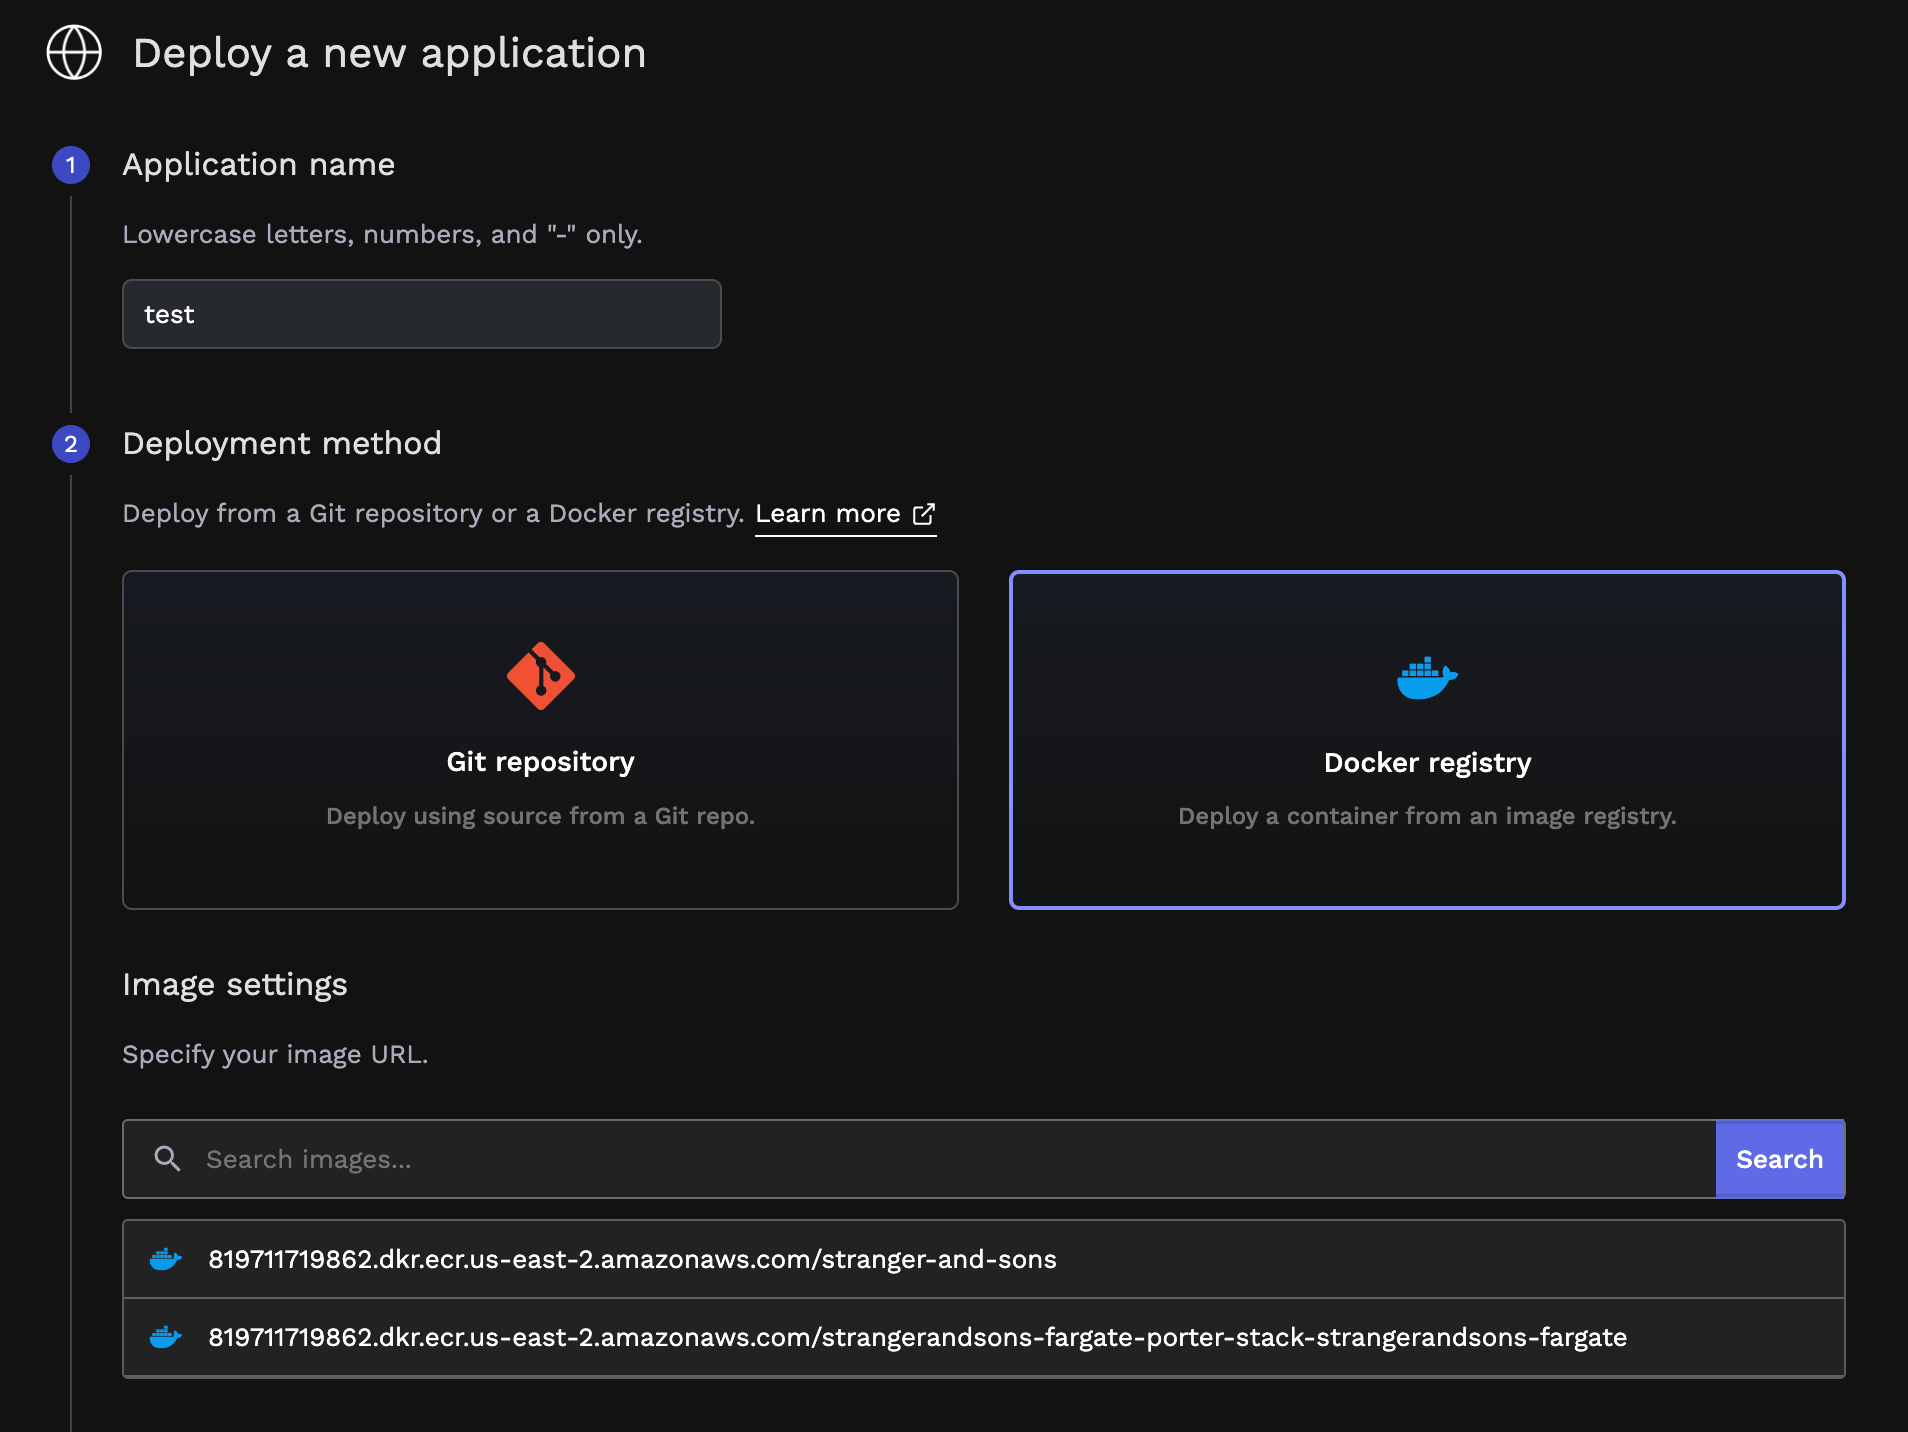 Deploy a new application
1 Application name
Lowercase letters, numbers, and "-" only.
test
2 Deployment method
Deploy from a Git repository or a Docker registry. Learn more
Git repository
Deploy using source from a Git repo.
Docker registry
Deploy a container from an image registry.
Image settings
Specify your image URL.
Search images...
Search
819711719862.dkr.ecr.us-east-2.amazonaws.com/stranger-and-sons
819711719862.dkr.ecr.us-east-2.amazonaws.com/strangerandsons-fargate-porter-stack-strangerandsons-fargate